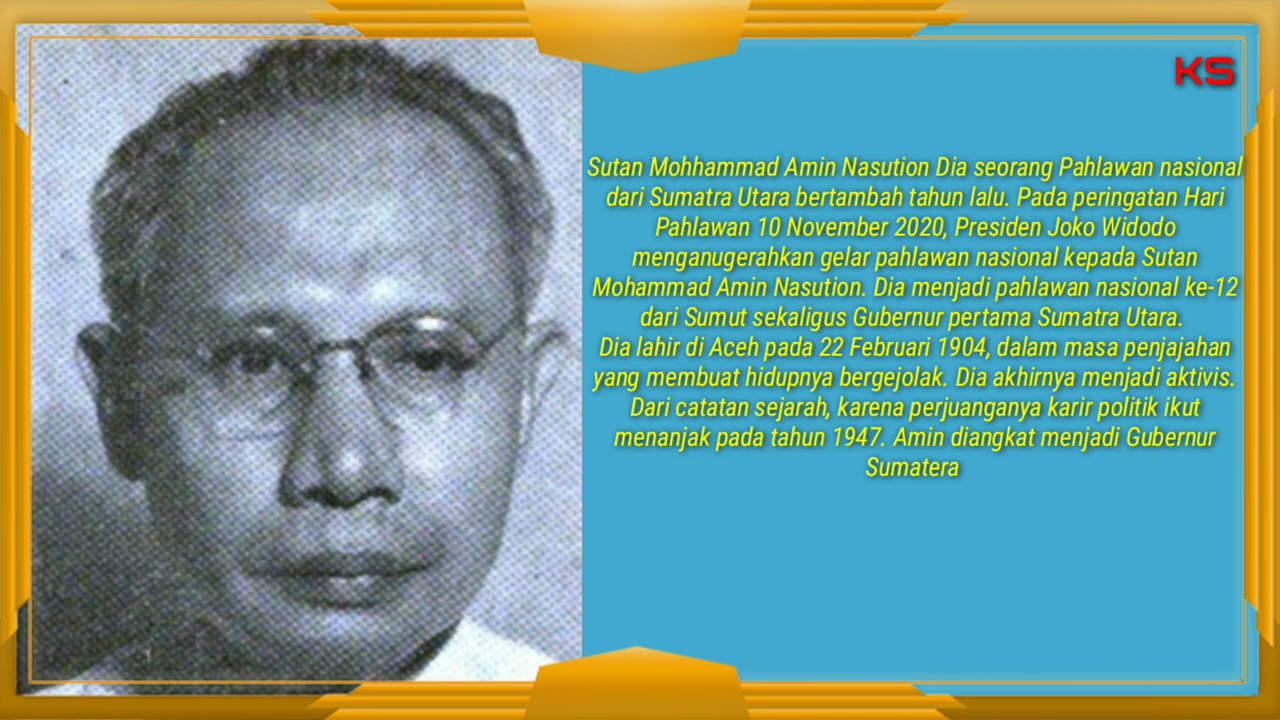 KS
Sutan Mohhammad Amin Nasution Dia seorang Pahlawan nasional
dari Sumatra Utara bertambah tahun lalu. Pada peringatan Hari
Pahlawan 10 November 2020, Presiden Joko Widodo
menganugerahkan gelar pahlawan nasional kepada Sutan
Mohammad Amin Nasution. Dia menjadi pahlawan nasional ke-12
dari Sumut sekaligus Gubernur pertama Sumatra Utara.
Dia lahir di Aceh pada 22 Februari 1904, dalam masa penjajahan
yang membuat hidupnya bergejolak. Dia akhirnya menjadi aktivis.
Dari catatan sejarah, karena perjuanganya karir politik ikut
menanjak pada tahun 1947. Amin diangkat menjadi Gubernur
Sumatera